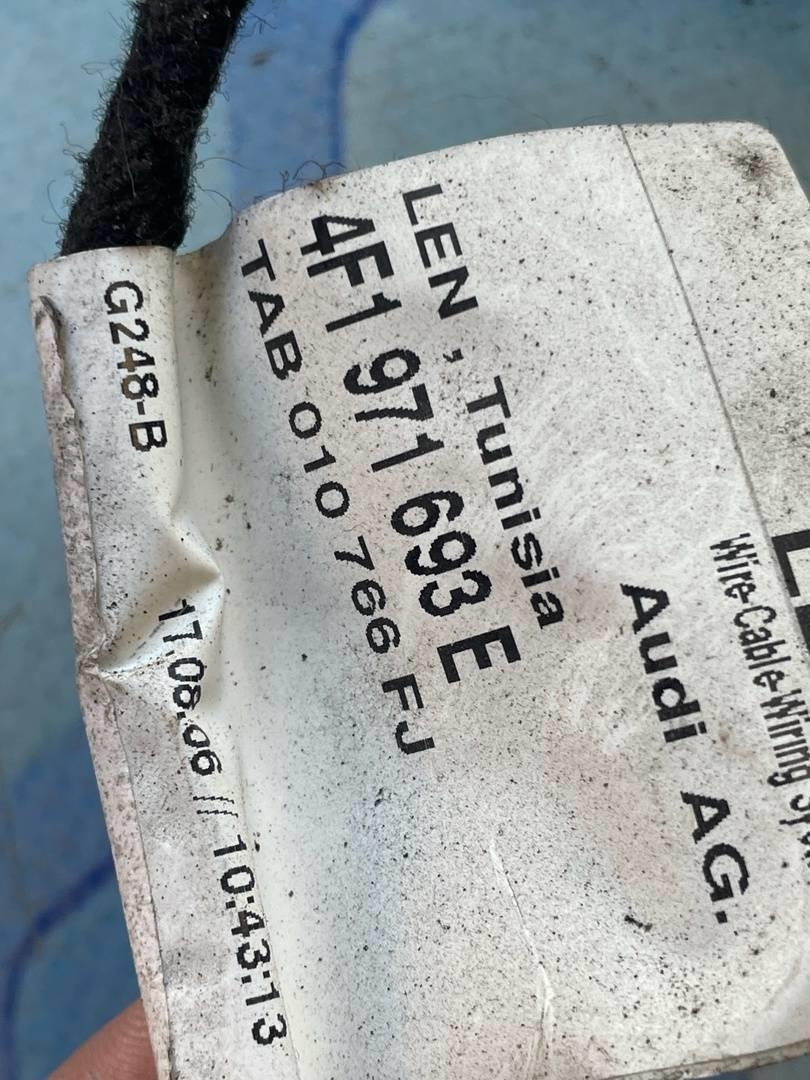 Wire·Cable·Wiring
Audi AG.
LEN , Tunisia
4F1 971 693 E
TAB 010 766 FJ
G248-B 17.08.06 // 10:43:13